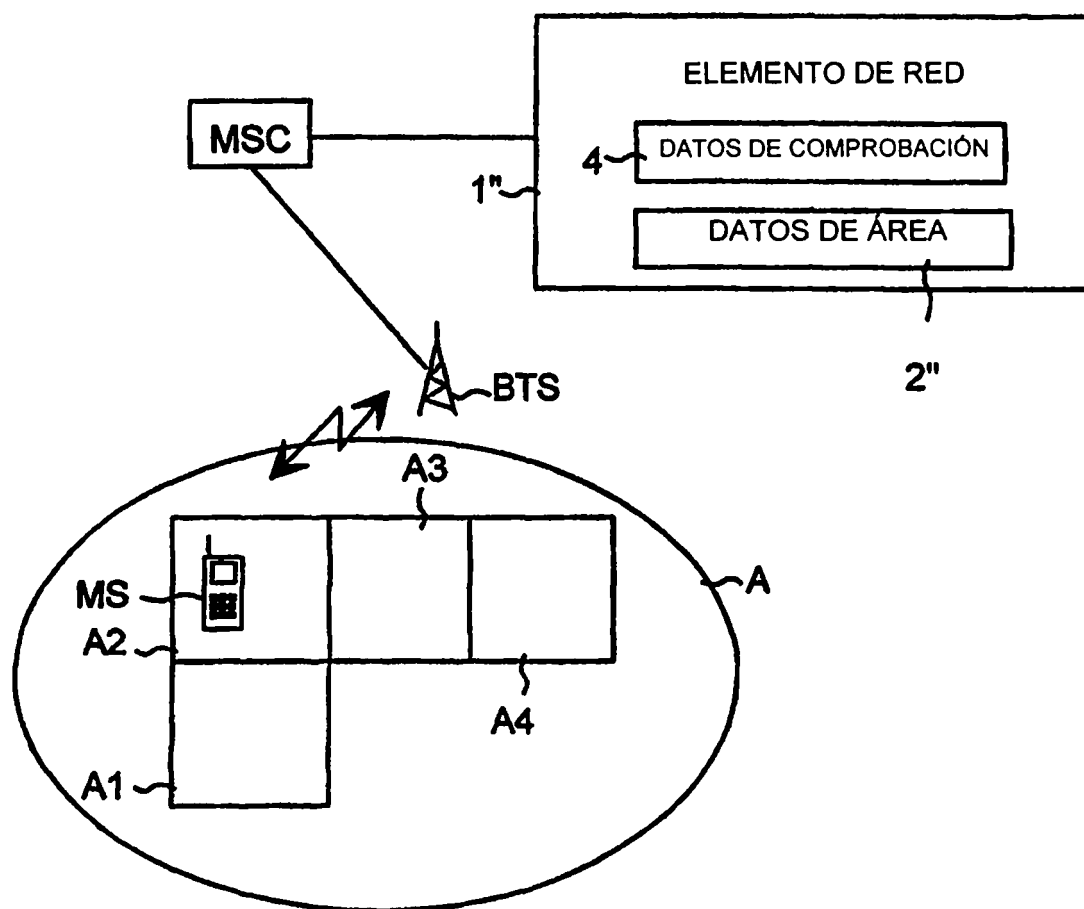 ELEMENTO DE RED
MSC
4
DATOS DE COMPROBACIÓN
1"
DATOS DE ÁREA
2"
BTS
A3
MS
A
A2
A4
A1